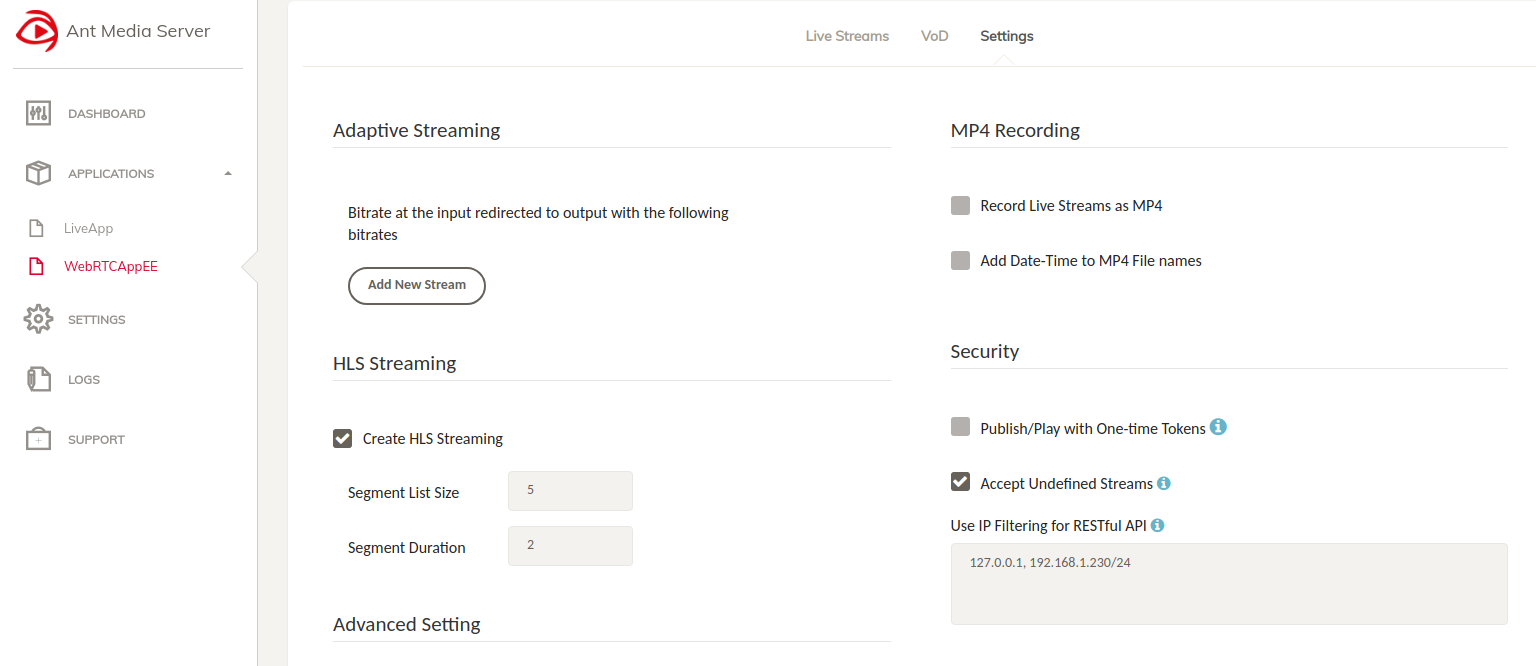 Ant Media Server
DASHBOARD
APPLICATIONS
LiveApp
WebRTCAppEE
SETTINGS
LOGS
SUPPORT
Live Streams
VoD
Settings
Adaptive Streaming
Bitrate at the input redirected to output with the following
bitrates
Add New Stream
HLS Streaming
Create HLS Streaming
Segment List Size
5
Segment Duration
2
Advanced Setting
MP4 Recording
Record Live Streams as MP4
Add Date-Time to MP4 File names
Security
Publish/Play with One-time Tokens
Accept Undefined Streams
Use IP Filtering for RESTful API
127.0.0.1, 192.168.1.230/24